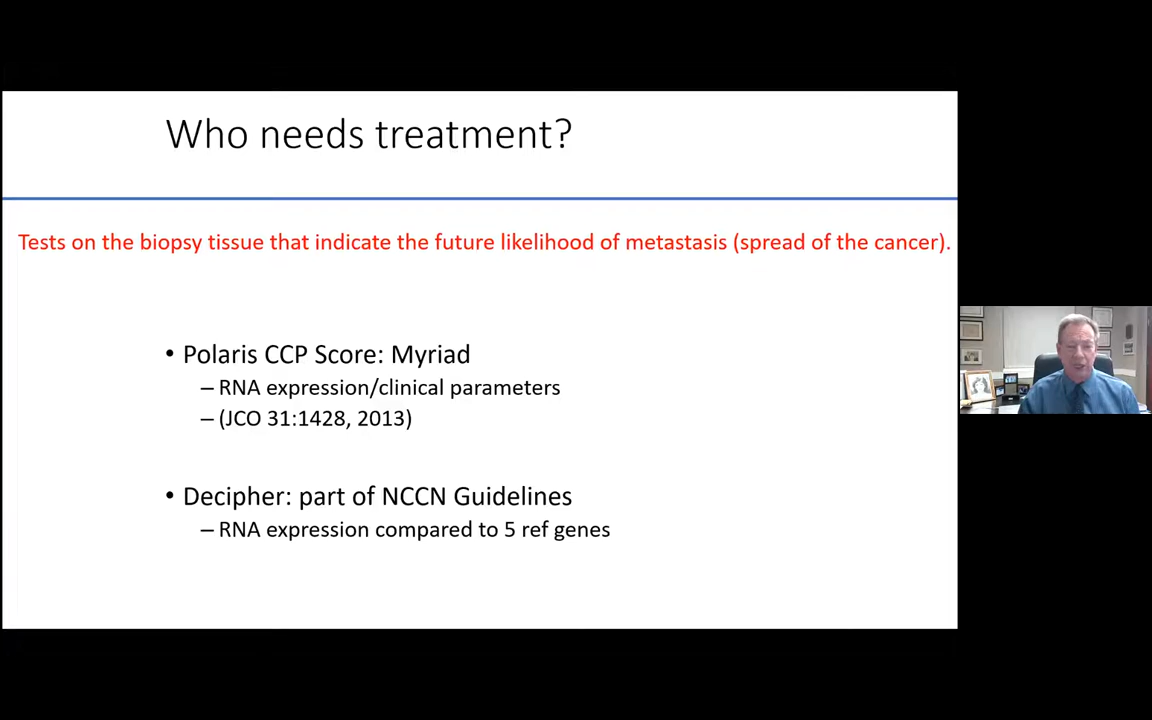 Who needs treatment?
Tests on the biopsy tissue that indicate the future likelihood of metastasis (spread of the cancer).
• Polaris CCP Score: Myriad
– RNA expression/clinical parameters
– (JCO 31:1428, 2013)
• Decipher: part of NCCN Guidelines
– RNA expression compared to 5 ref genes